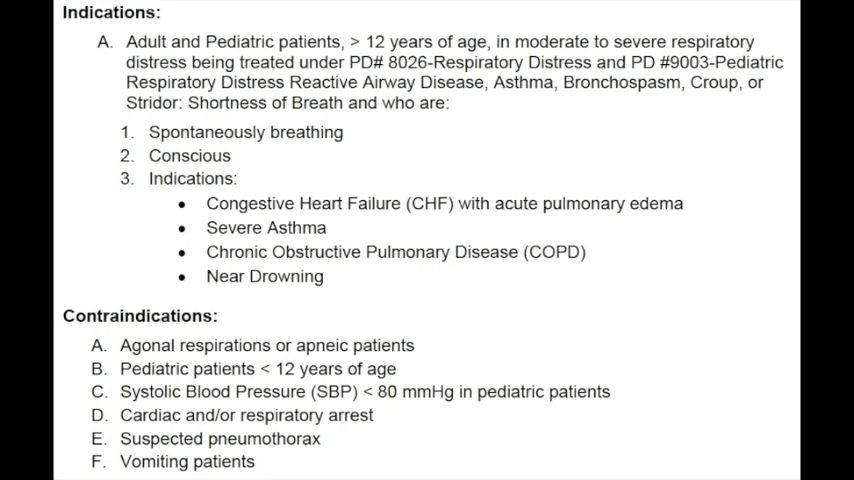 Indications:
A. Adult and Pediatric patients, > 12 years of age, in moderate to severe respiratory
distress being treated under PD# 8026-Respiratory Distress and PD #9003-Pediatric
Respiratory Distress Reactive Airway Disease, Asthma, Bronchospasm, Croup, or
Stridor: Shortness of Breath and who are:
1. Spontaneously breathing
2. Conscious
3. Indications:
• Congestive Heart Failure (CHF) with acute pulmonary edema
• Severe Asthma
• Chronic Obstructive Pulmonary Disease (COPD)
• Near Drowning
Contraindications:
A. Agonal respirations or apneic patients
B. Pediatric patients < 12 years of age
C. Systolic Blood Pressure (SBP) < 80 mmHg in pediatric patients
D. Cardiac and/or respiratory arrest
E. Suspected pneumothorax
F. Vomiting patients